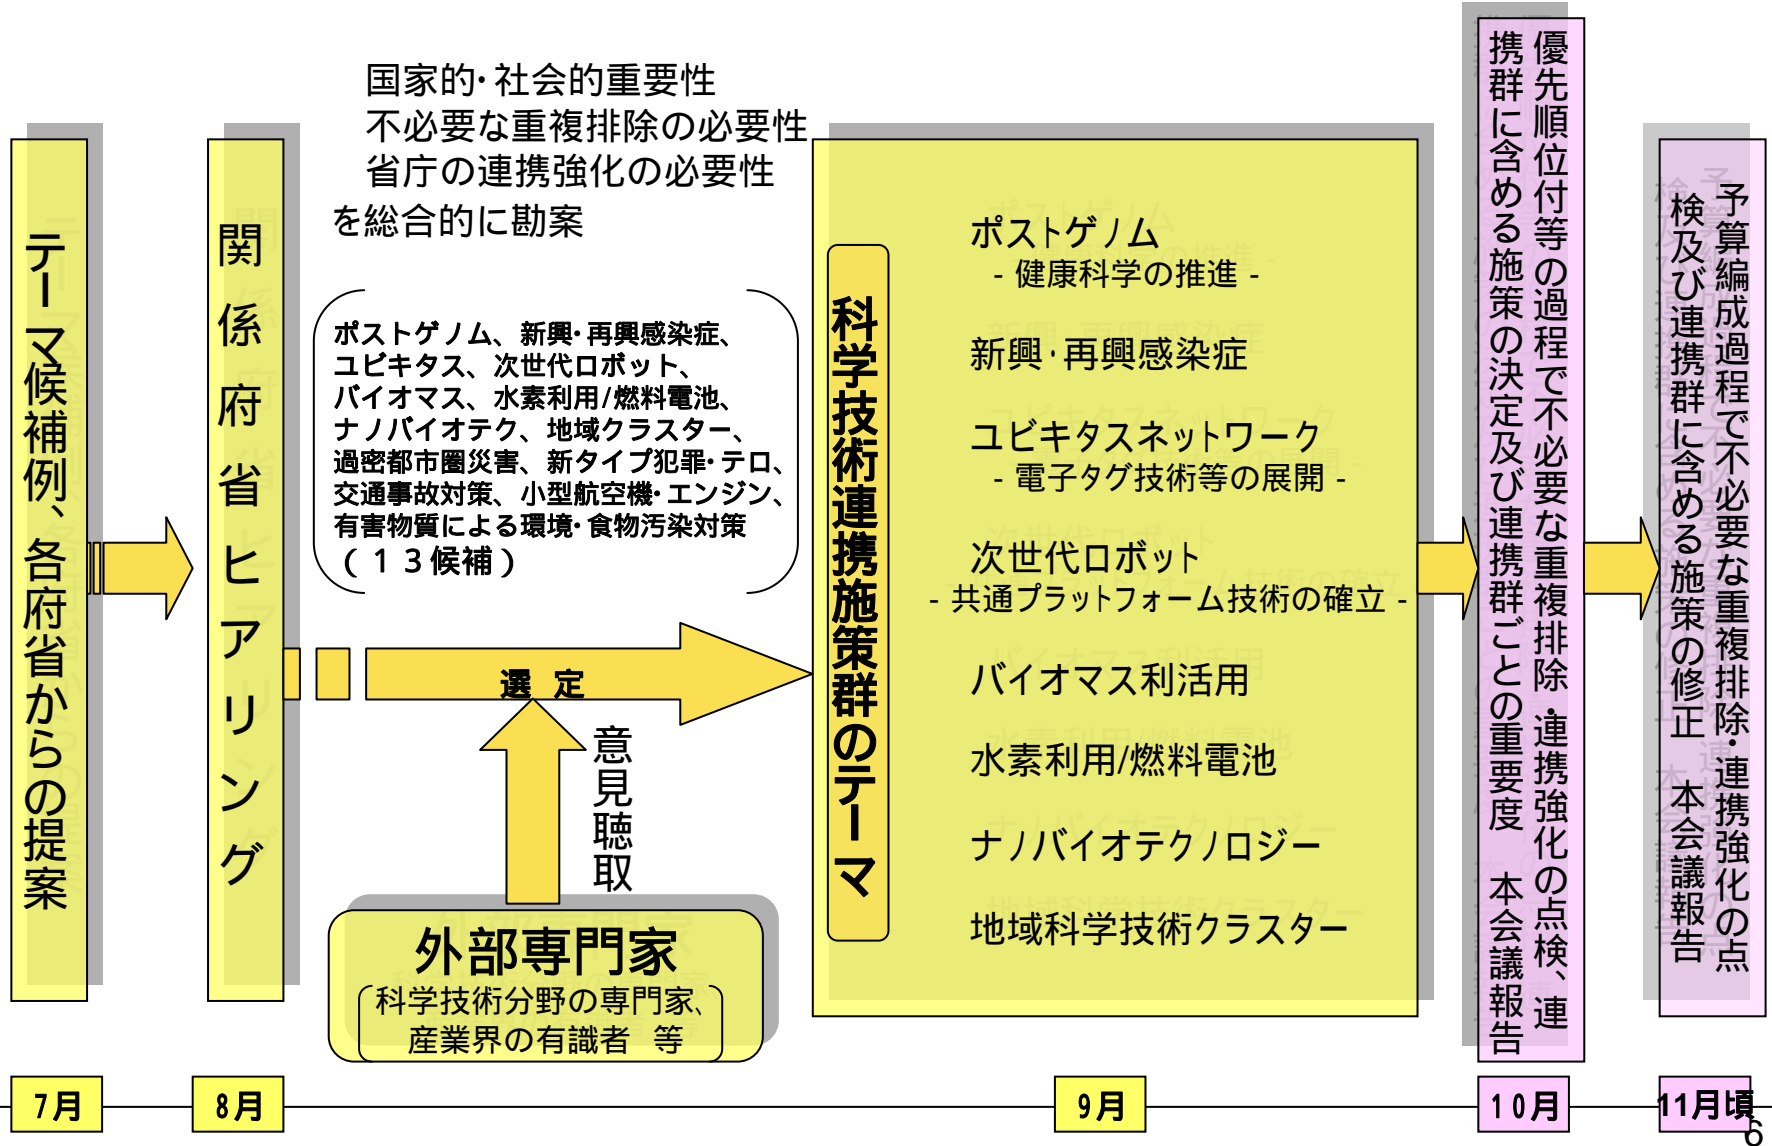 国家的・社会的重要性
不必要な重複排除の必要性
省庁の連携強化の必要性
を総合的に勘案
テーマ候補例、各府省からの提案
関係府省ヒアリング
ポストゲノム、新興・再興感染症、
ユビキタス、次世代ロボット、
バイオマス、水素利用/燃料電池、
ナノバイオテク、地域クラスター、
過密都市圏災害、新タイプ犯罪・テロ、
交通事故対策、小型航空機・エンジン、
有害物質による環境・食物汚染対策
(13候補)
選定
意見聴取
外部専門家
科学技術分野の専門家、
産業界の有識者 等
科学技術連携施策群のテーマ
ポストゲノム
- 健康科学の推進 -
新興・再興感染症
ユビキタスネットワーク
- 電子タグ技術等の展開 -
次世代ロボット
- 共通プラットフォーム技術の確立 -
バイオマス利活用
水素利用/燃料電池
ナノバイオテクノロジー
地域科学技術クラスター
優先順位付等の過程で不必要な重複排除・連携強化の点検、連
携群に含める施策の決定及び連携群ごとの重要度 本会議報告
予算編成過程で不必要な重複排除・連携強化の点
検及び連携群に含める施策の修正 本会議報告
7月
8月
9月
10月
11月頃
6